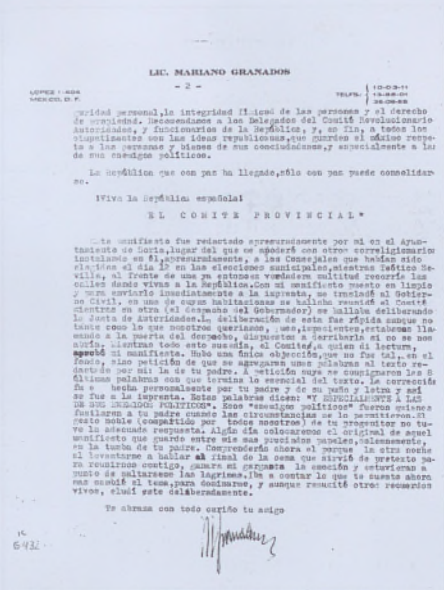 LIC. MARIANO GRANADOS
- 2 -
LOPEZ 1-404
MEXICO, D. F.
TELFS.:
10-03-11
13-88-01
guridad personal, la integridad física de las personas y el derecho
de propiedad. Recomendamos a los Delegados del Comité Revolucionario
Autoridades, y funcionarios de la República, y, en fin, a todos los
simpatizantes con las ideas republicanas, que guarden el máximo respe-
to a las personas y bienes de sus conciudadanos, y especialmente a las
de sus enemigos políticos.
La República que con paz ha llegado, sólo con paz puede consolidar
se.
¡Viva la República española!
EL COMITE PROVINCIAL"
Este manifiesto fue redactado apresuradamente por mi en el Ayun-
tamiento de Soria, lugar del que me apoderé con otros correligionarios
instalando en él, apresuradamente, a los Concejales que habían sido
elegidos el día 12 en las elecciones municipales, mientras Teótico Se-
villa, al frente de una ya entonces verdadera multitud recorría las
calles dando vivas a la República. Con mi manifiesto puesto en limpio
y para enviarlo inmediatamente a la imprenta, me trasladé al Gobier-
no Civil, en una de cuyas habitaciones se hallaba reunido el Comité
mientras en otra (el despacho del Gobernador) se hallaba deliberando
la Junta de Autoridades. La deliberación de esta fue rápida aunque no
tanto como lo que nosotros queríamos, pues, impacientes, estabamos lla-
mando a la puerta del despacho, dispuestos a derribarla si no se nos
abría. Mientras todo esto sucedía, el Comité, a quien di lectura,
aprobó mi manifiesto. Hubo una única objección, que no fue tal, en el
fondo, sino petición de que se agregaran unas palabras al texto re-
dactado por mi: la de tu padre. A petición suya se consignaron las 8
últimas palabras con que termina lo esencial del texto. La corrección
fue hecha personalmente por tu padre y de su puño y letra y así
se fue a la imprenta. Estas palabras dicen: "Y ESPECIALMENTE A LAS
DE SUS ENEMIGOS POLITICOS". Esos "enemigos políticos" fueron quienes
fusilaron a tu padre cuando las circunstancias se lo permitieron. El
gesto noble (compartido por todos nosotros) de tu progenitor no tu-
vo la adecuada respuesta. Algún día colocaremos el original de aquel
manifiesto que guardo entre mis mas preciados papeles, solemnemente,
en la tumba de tu padre. Comprenderás ahora el porque la otra noche
al levantarme a hablar al final de la cena que sirvió de pretexto pa-
ra reunirnos contigo, ganara mi garganta la emoción y estuvieran a
punto de saltarseme las lágrimas. Iba a contar lo que te cuento ahora
mas cambié el tema, para dominarme, y aunque resucité otros recuerdos
vivos, eludí este deliberadamente.
Te abraza con todo cariño tu amigo